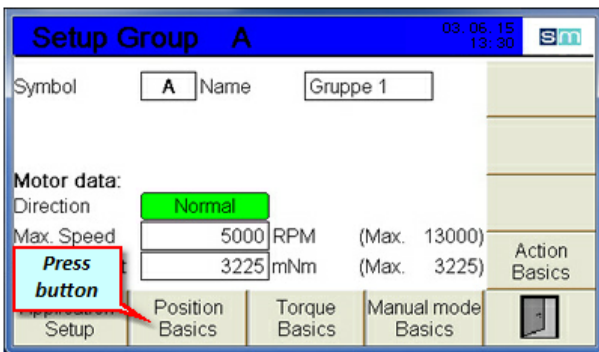 Setup Group A
03. 06. 15
13: 30
sm
Symbol A Name Gruppe 1
Motor data:
Direction Normal
Max. Speed 5000 RPM (Max. 13000)
3225 mNm (Max. 3225)
Press
button
Action
Basics
Setup
Position
Basics
Torque
Basics
Manual mode
Basics